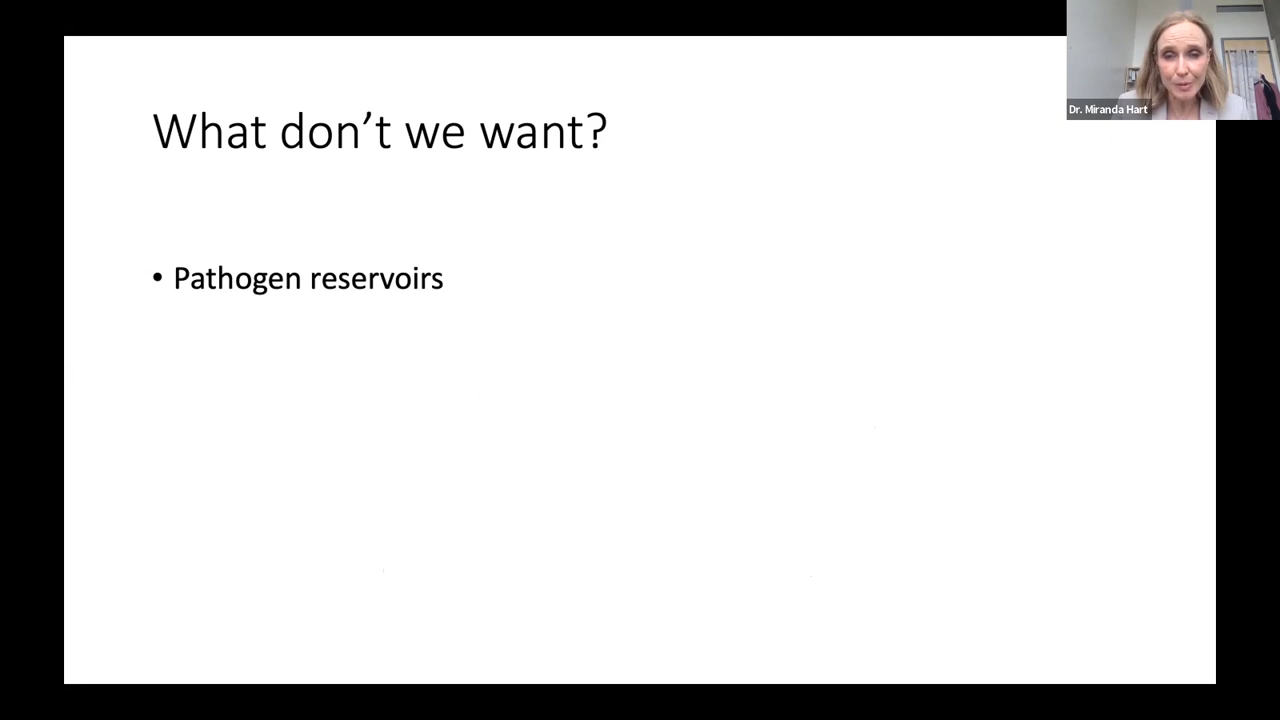 What don’t we want?
• Pathogen reservoirs
Dr. Miranda Hart